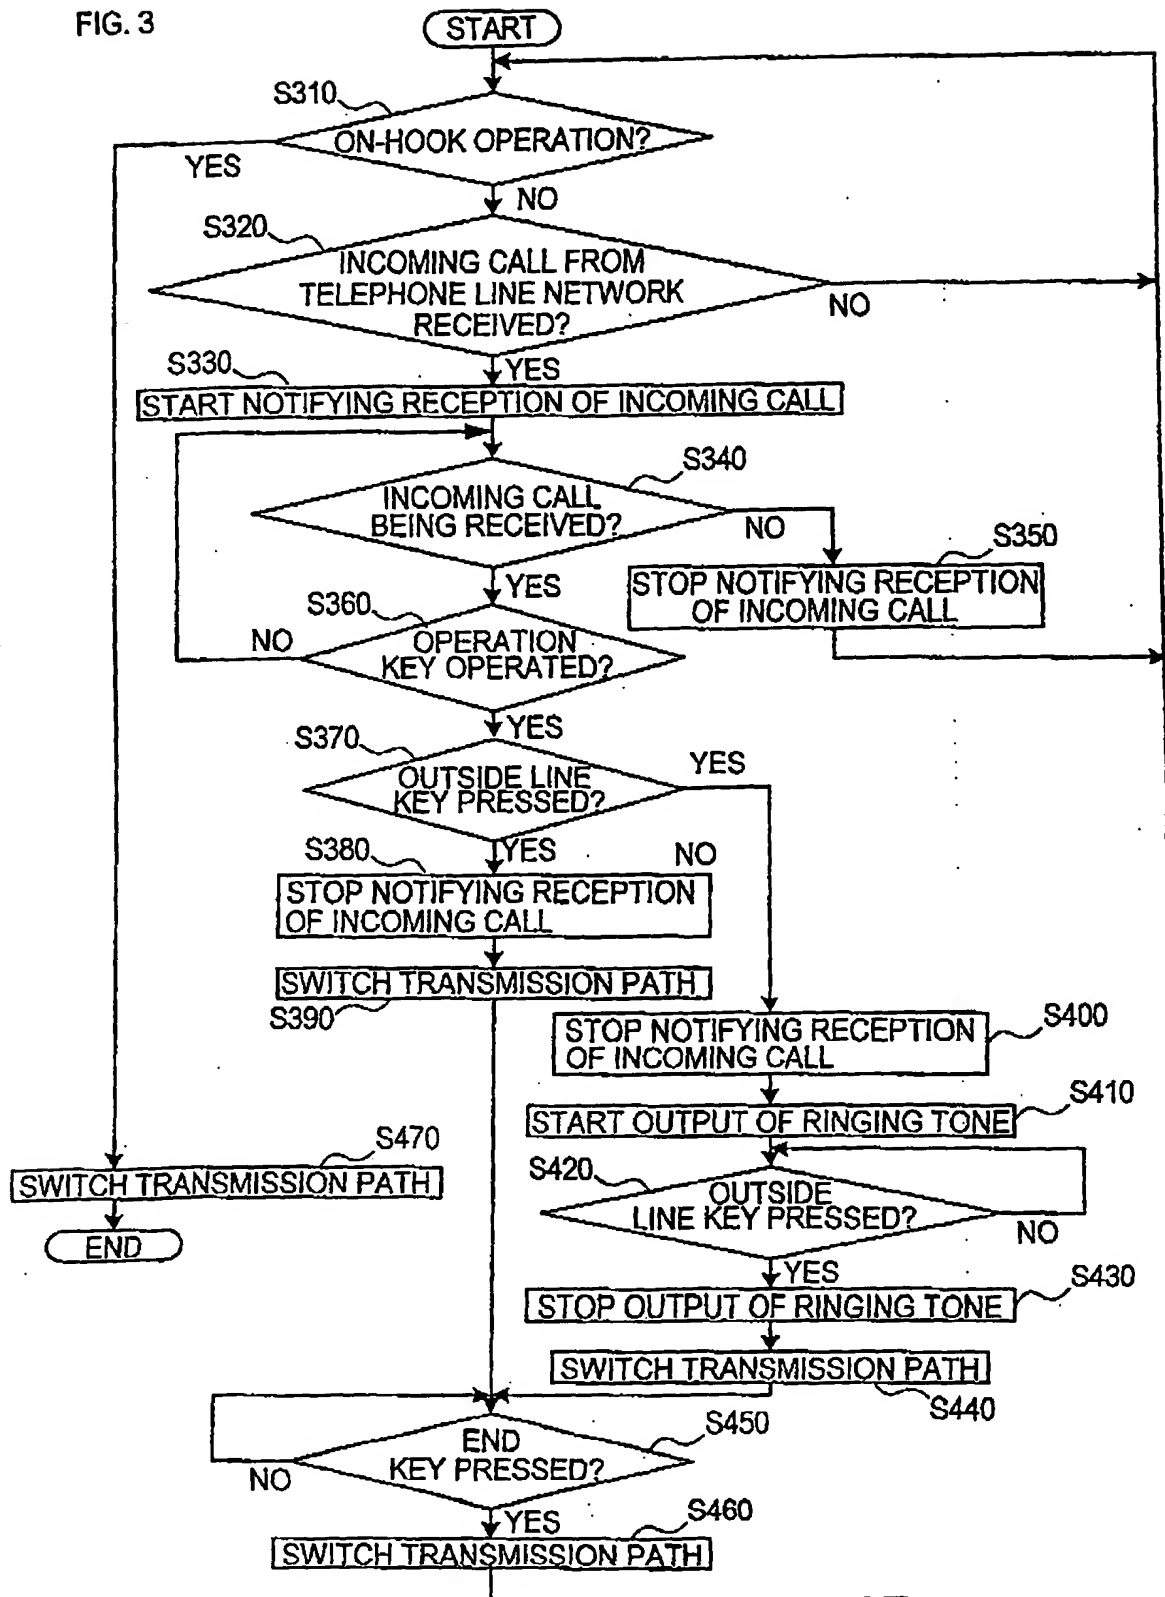 FIG. 3
START
S310
ON-HOOK OPERATION?
YES
NO
S320
INCOMING CALL FROM
TELEPHONE LINE NETWORK
RECEIVED?
NO
YES
S330
START NOTIFYING RECEPTION OF INCOMING CALL
S340
INCOMING CALL
BEING RECEIVED?
NO
YES
S350
STOP NOTIFYING RECEPTION
OF INCOMING CALL
S360
OPERATION
KEY OPERATED?
NO
YES
S370
OUTSIDE LINE
KEY PRESSED?
YES
YES
NO
S380
STOP NOTIFYING RECEPTION
OF INCOMING CALL
SWITCH TRANSMISSION PATH
S390
S400
STOP NOTIFYING RECEPTION
OF INCOMING CALL
S410
START OUTPUT OF RINGING TONE
S470
SWITCH TRANSMISSION PATH
END
S420
OUTSIDE
LINE KEY PRESSED?
NO
YES
S430
STOP OUTPUT OF RINGING TONE
SWITCH TRANSMISSION PATH
S440
S450
END
KEY PRESSED?
NO
YES
S460
SWITCH TRANSMISSION PATH